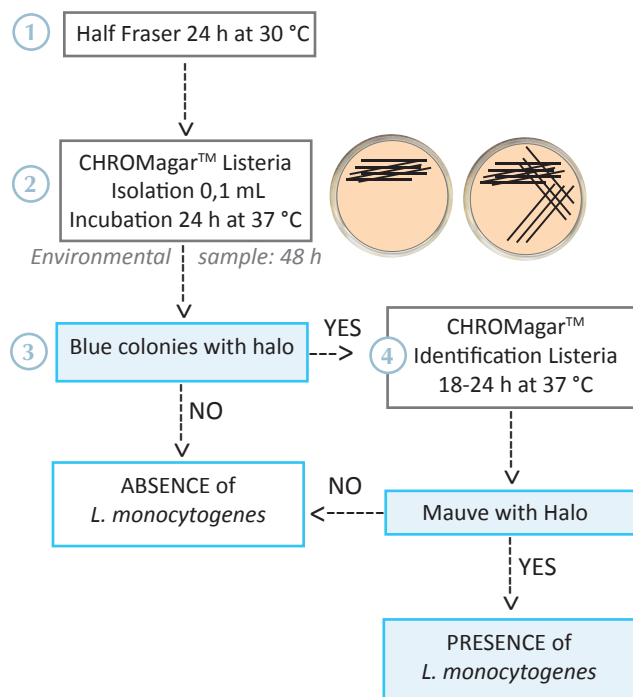 1
Half Fraser 24 h at 30 °C
2
CHROMagar™ Listeria
Isolation 0,1 mL
Incubation 24 h at 37 °C
Environmental sample: 48 h
3
Blue colonies with halo
YES
4
CHROMagar™
Identification Listeria
18-24 h at 37 °C
NO
ABSENCE of
L. monocytogenes
NO
Mauve with Halo
YES
PRESENCE of
L. monocytogenes